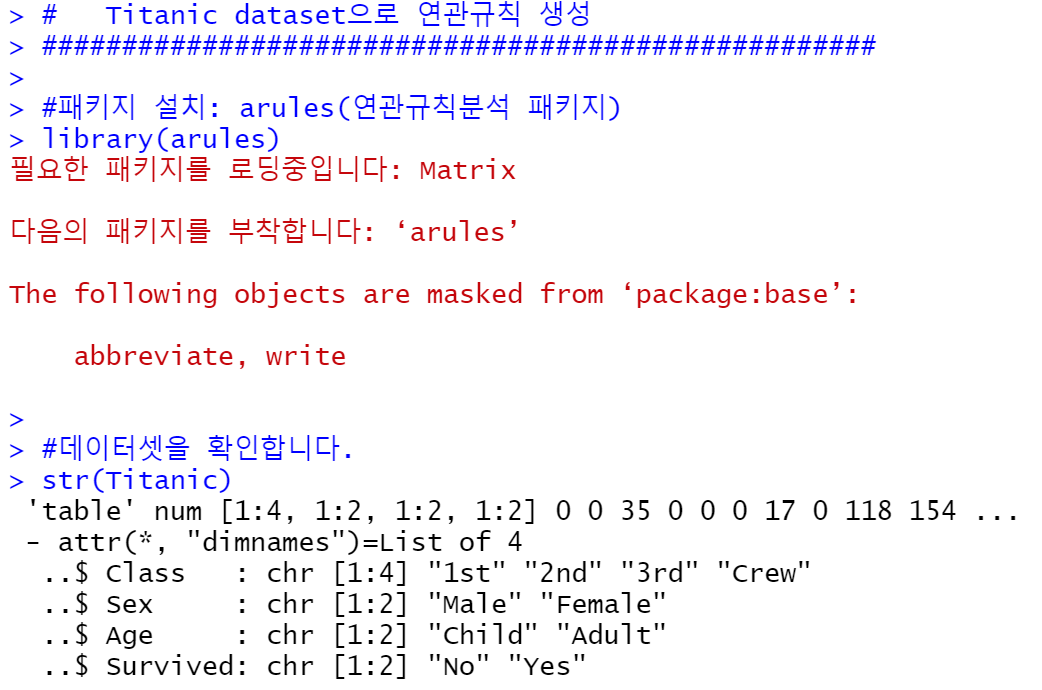 > #   Titanic dataset으로 연관규칙 생성
> ####################################################
>
> #패키지 설치: arules(연관규칙분석 패키지)
> library(arules)
필요한 패키지를 로딩중입니다: Matrix

다음의 패키지를 부착합니다: ‘arules’

The following objects are masked from ‘package:base’:

    abbreviate, write

>
> #데이터셋을 확인합니다.
> str(Titanic)
 'table' num [1:4, 1:2, 1:2, 1:2] 0 0 35 0 0 0 17 0 118 154 ...
 - attr(*, "dimnames")=List of 4
  ..$ Class   : chr [1:4] "1st" "2nd" "3rd" "Crew"
  ..$ Sex     : chr [1:2] "Male" "Female"
  ..$ Age     : chr [1:2] "Child" "Adult"
  ..$ Survived: chr [1:2] "No" "Yes"